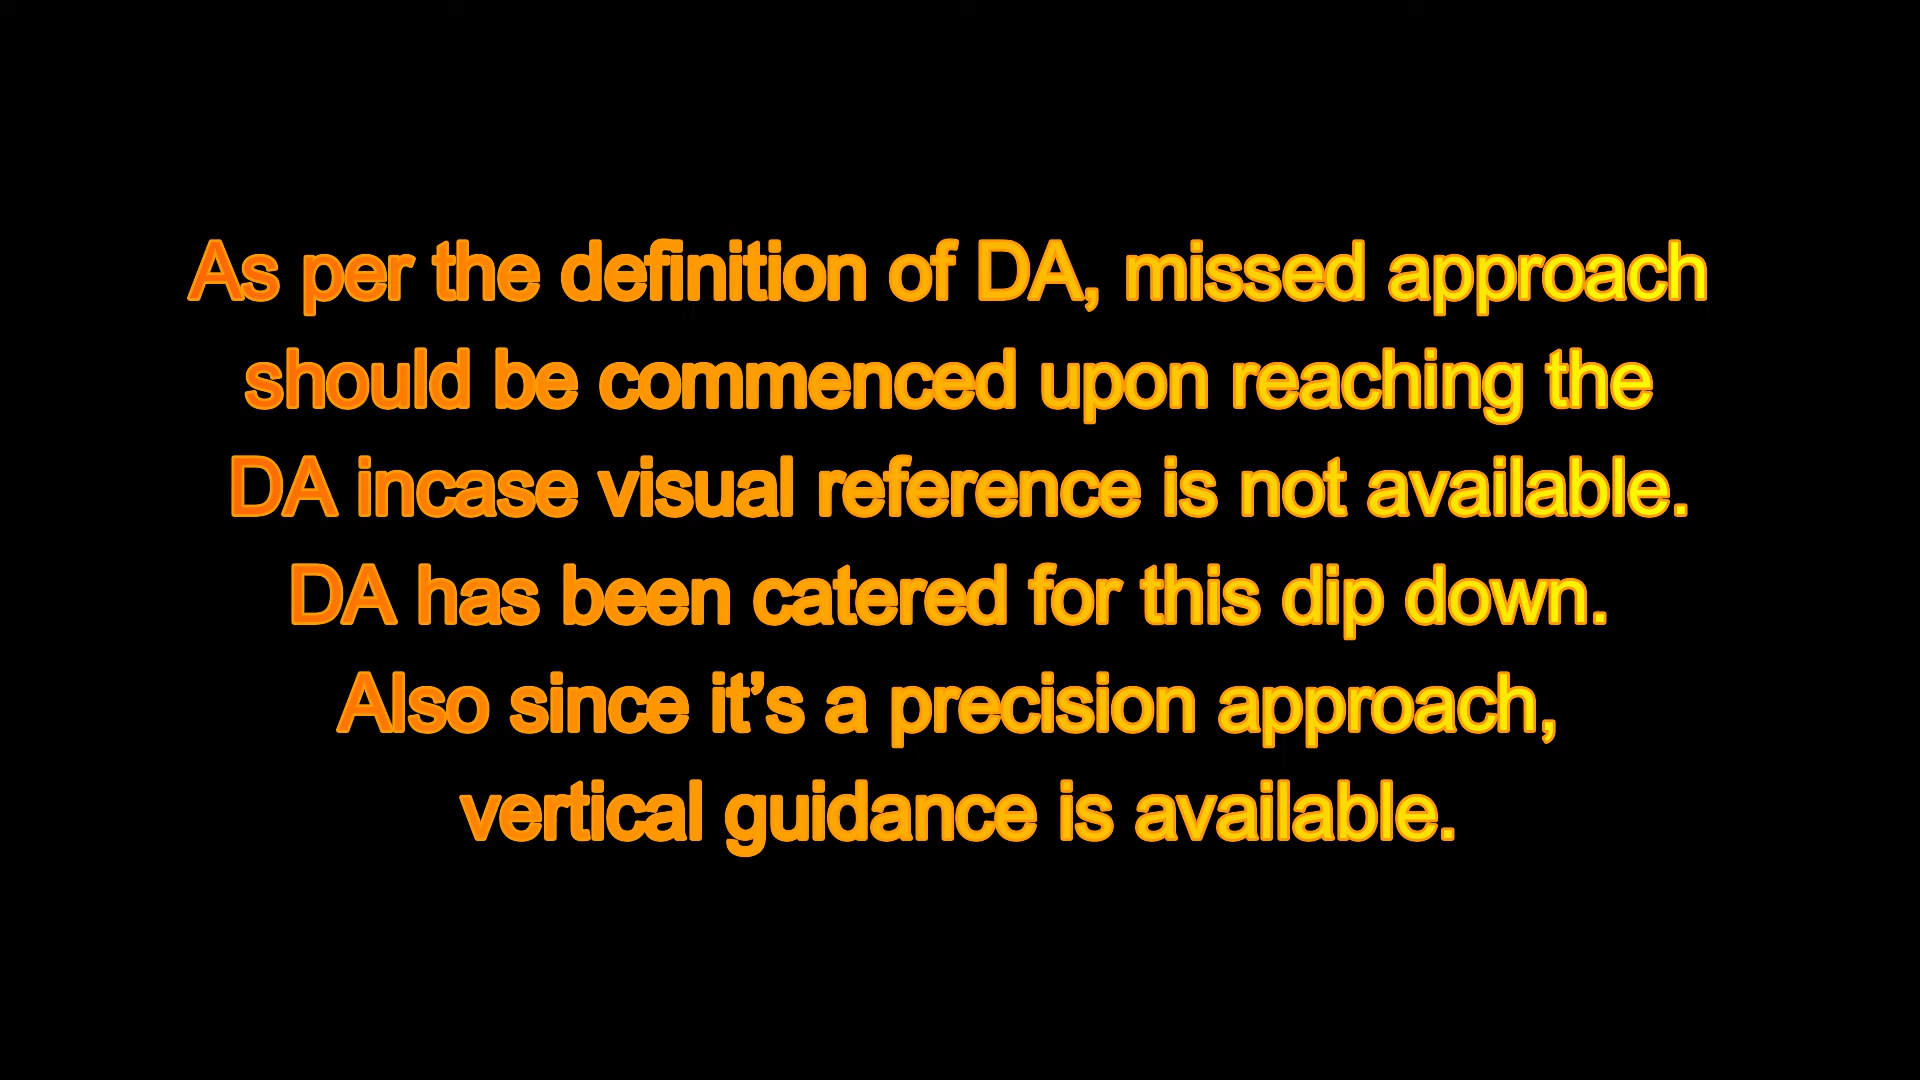 As per the definition of DA, missed approach
should be commenced upon reaching the
DA incase visual reference is not available.
DA has been catered for this dip down.
Also since it’s a precision approach,
vertical guidance is available.